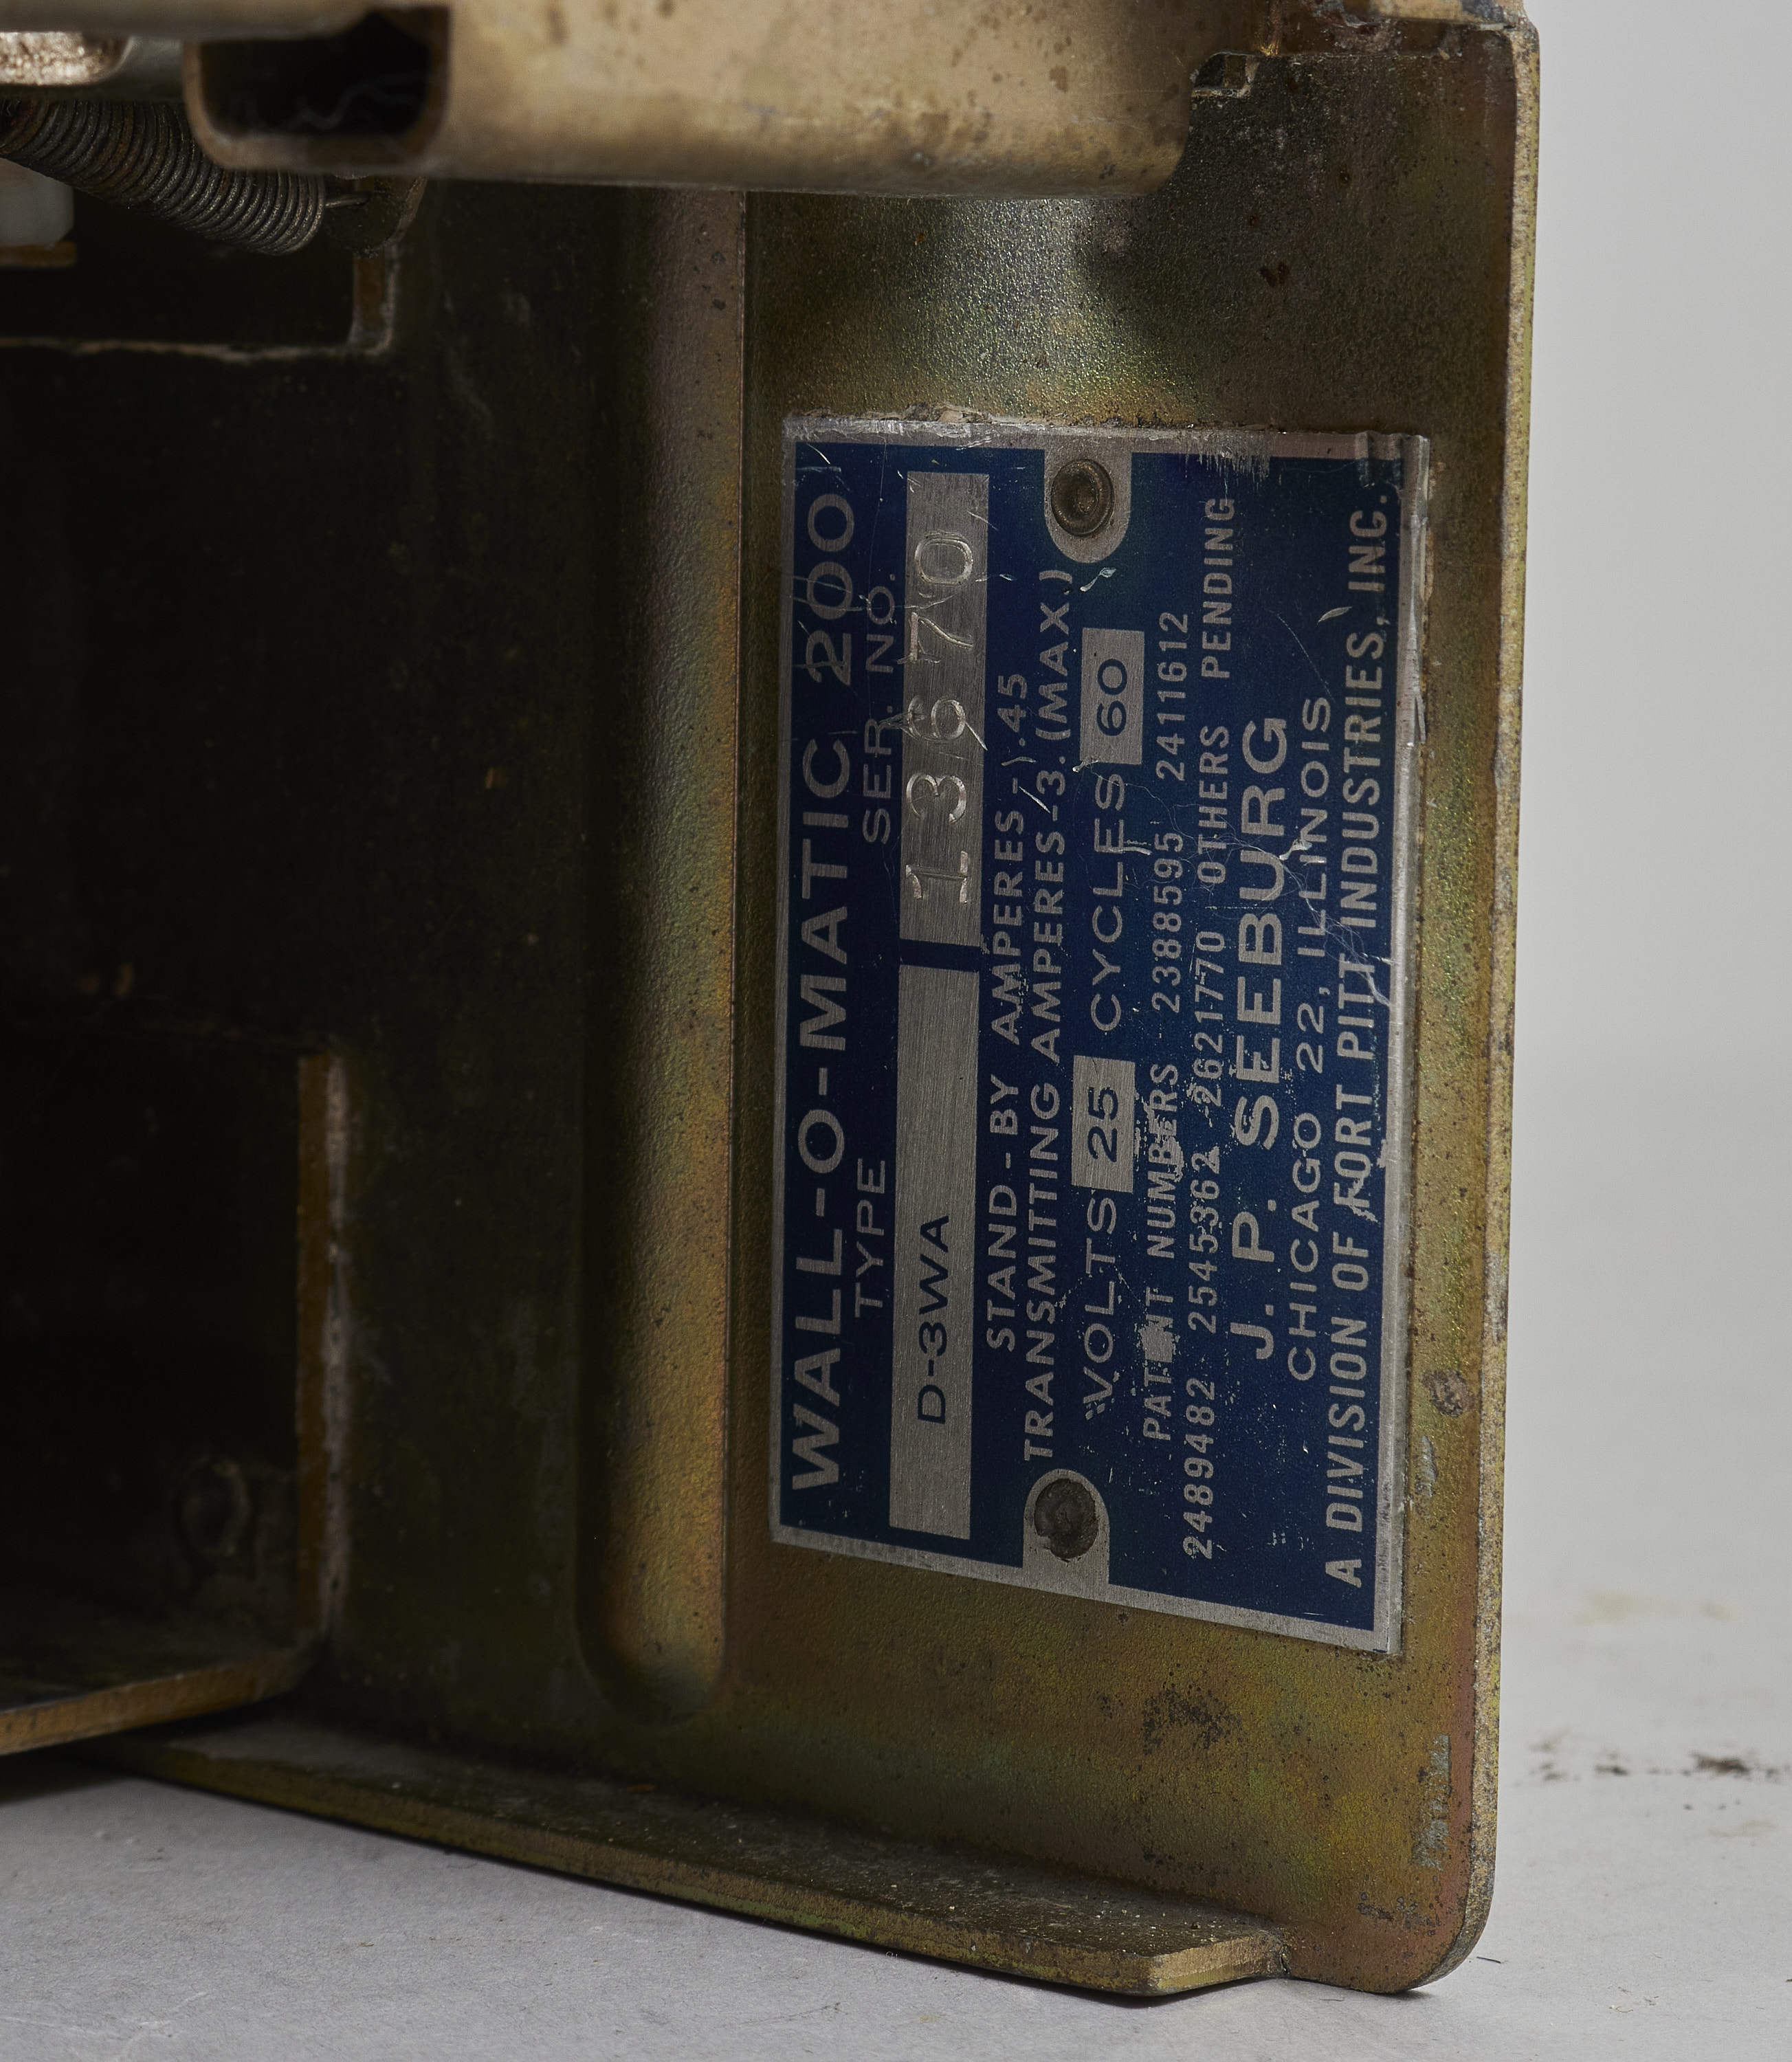 WALL-O-MATIC 200
TYPE SER. NO.
D-3WA 13670
STAND-BY AMPERES-.45
TRANSMITTING AMPERES-3.(MAX.)
VOLTS 25 CYCLES 60
PATENT NUMBERS 2388595 2411612
2489482 2545362 2621770 OTHERS PENDING
J. P. SEEBURG
CHICAGO 22, ILLINOIS
A DIVISION OF FORT PITT INDUSTRIES, INC.